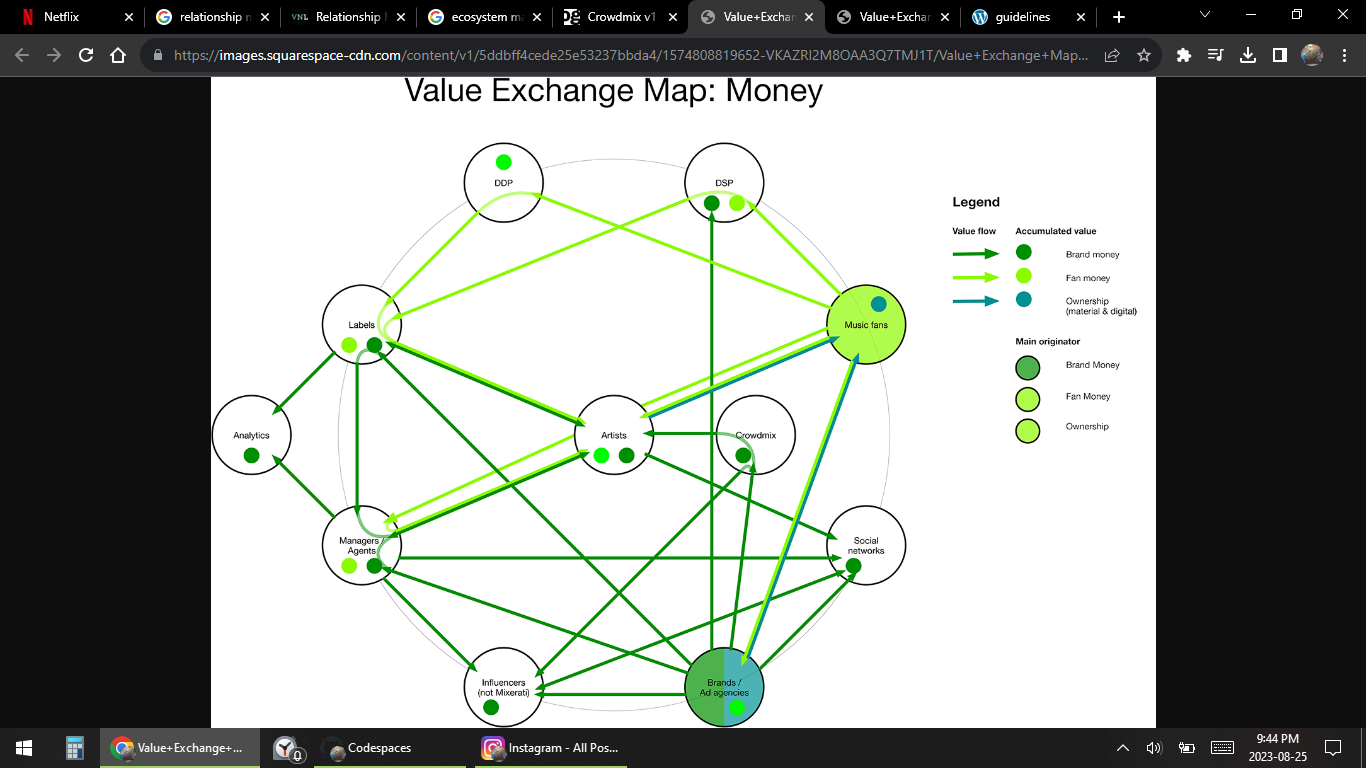 Netflix
relationship n
Relationship M
ecosystem ma
Crowdmix v1
Value+Exchan
Value+Exchan
guidelines
https://images.squarespace-cdn.com/content/v1/5ddbff4cede25e53237bbda4/1574808819652-VKAZRI2M8OAA3Q7TMJ1T/Value+Exchange+Map...
Value Exchange Map: Money
DDP
DSP
Labels
Music fans
Analytics
Artists
Crowdmix
Managers /
Agents
Social
networks
Influencers
(not Mixerati)
Brands /
Ad agencies
Legend
Value flow
Accumulated value
Brand money
Fan money
Ownership
(material & digital)
Main originator
Brand Money
Fan Money
Ownership
Value+Exchange+...
Codespaces
Instagram - All Pos...
9:44 PM
2023-08-25